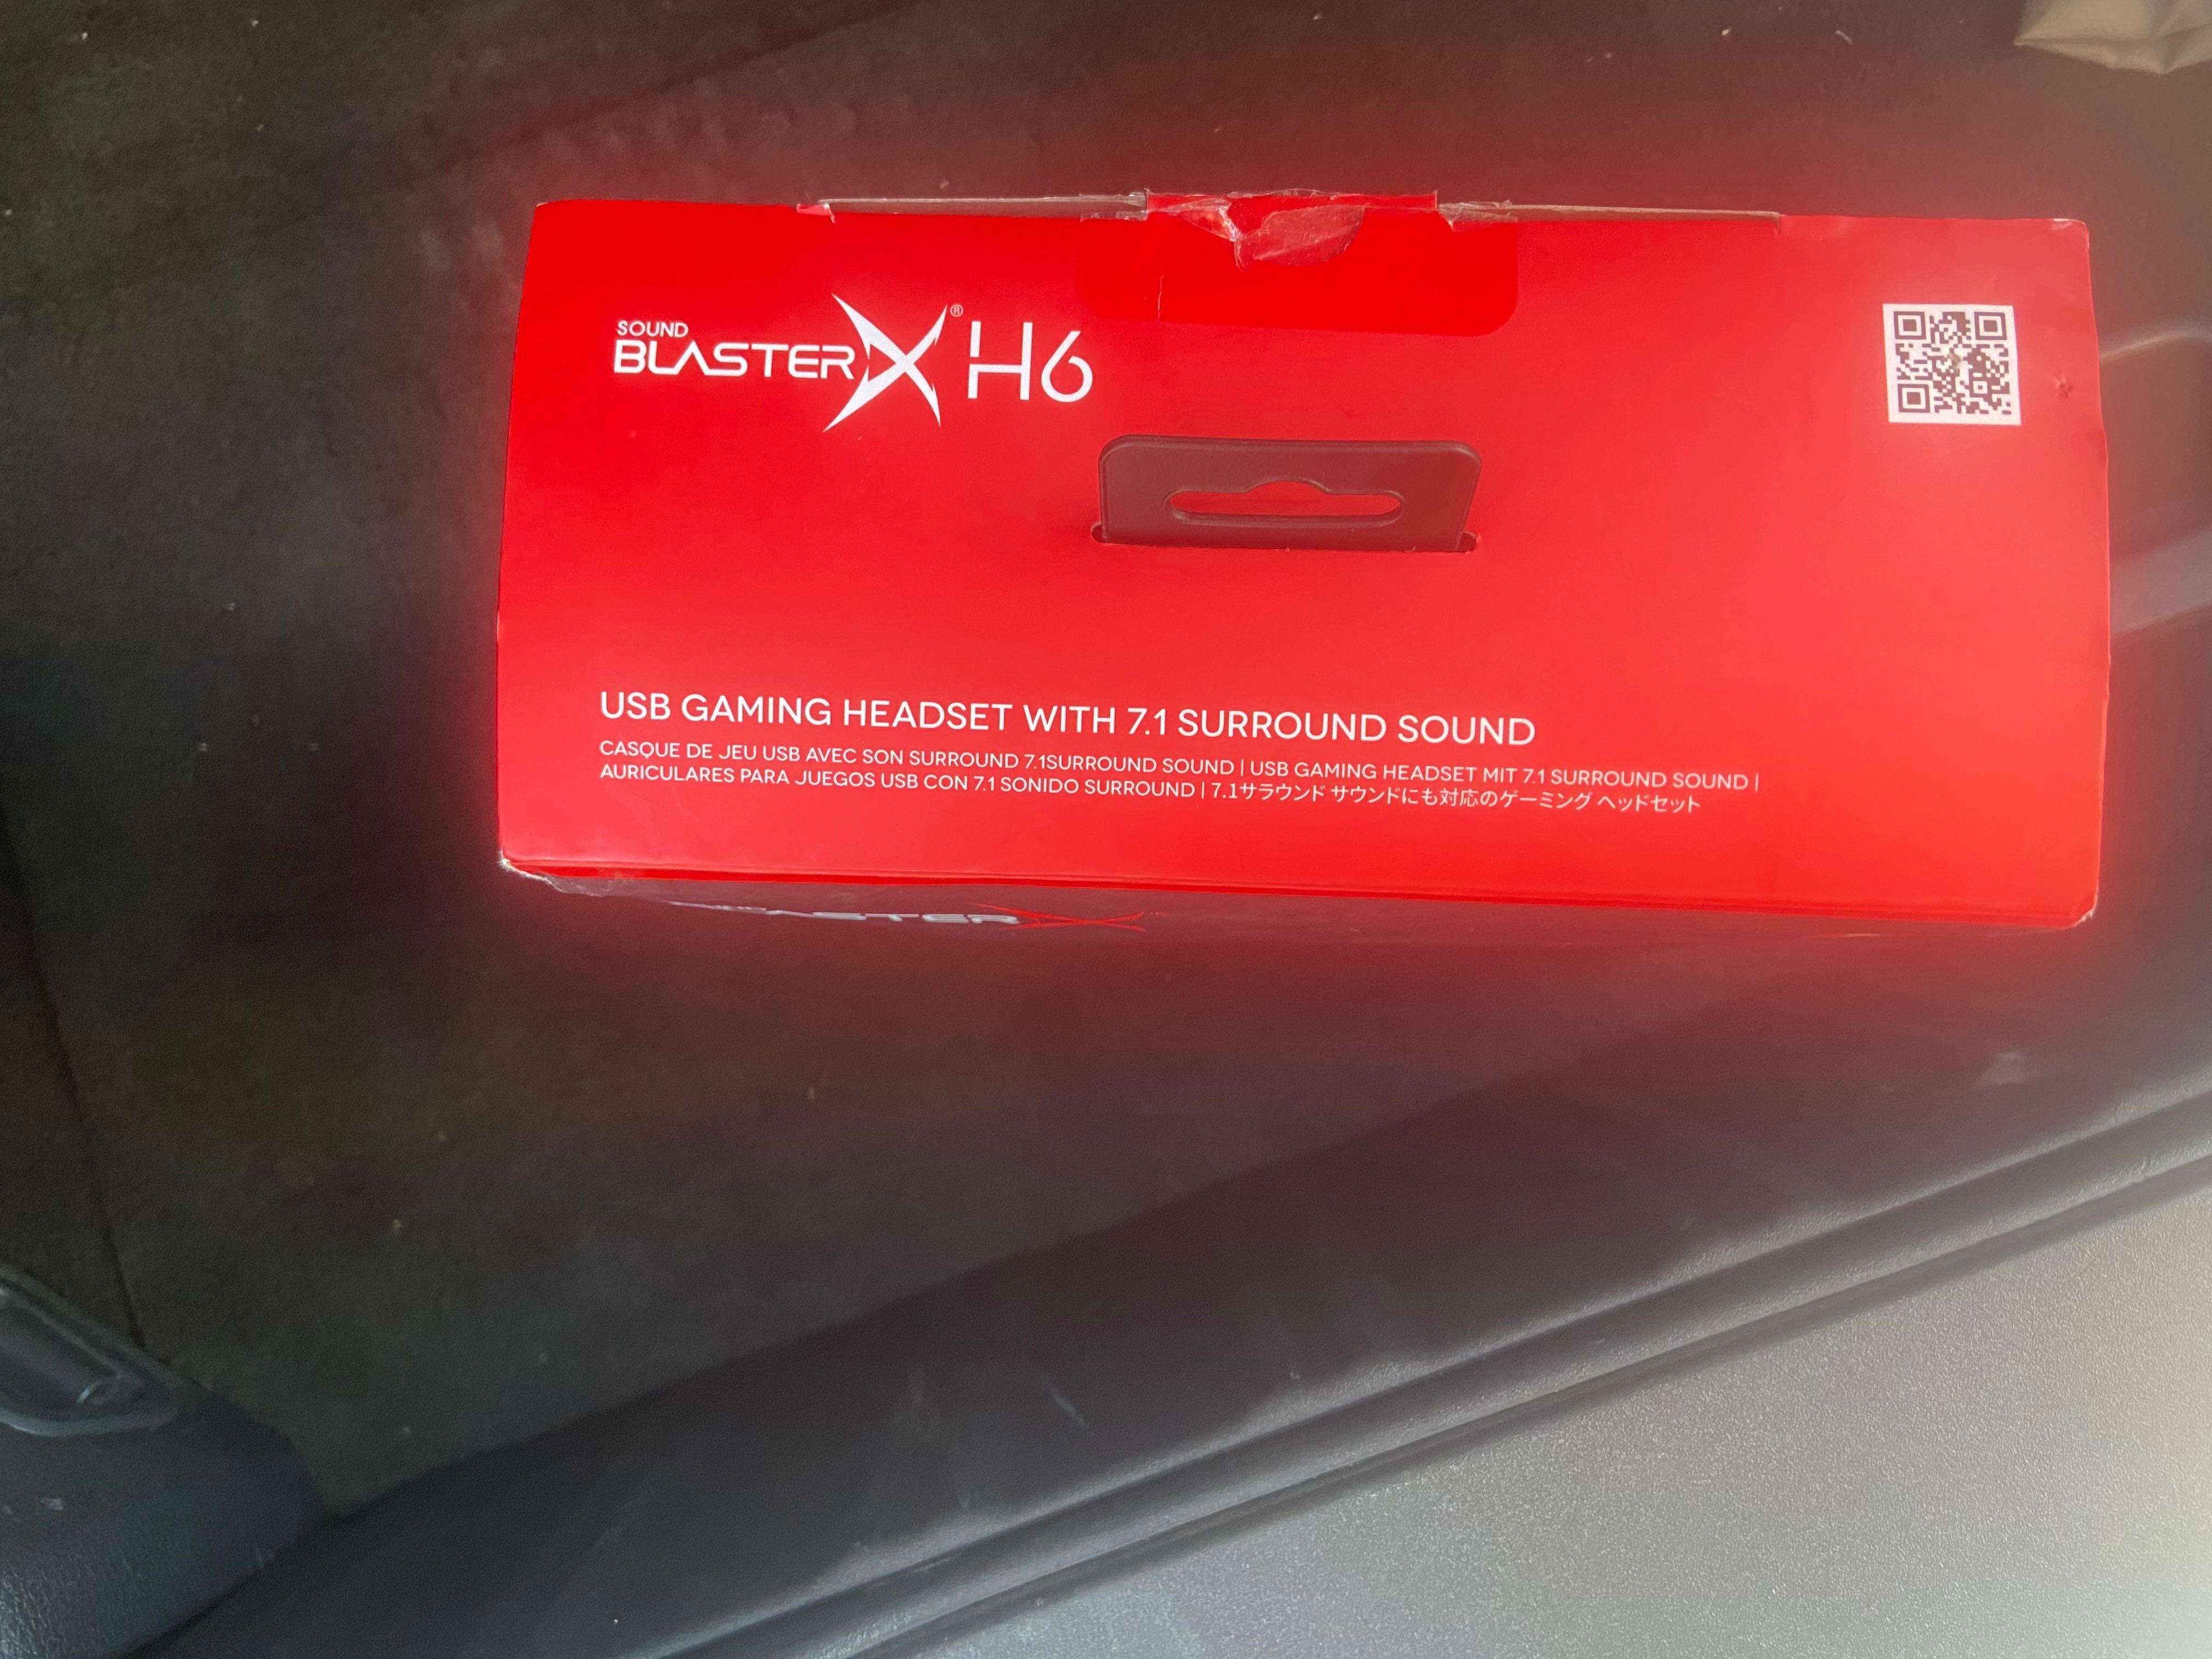 SOUND
BLASTERX® H6
USB GAMING HEADSET WITH 7.1 SURROUND SOUND
CASQUE DE JEU USB AVEC SON SURROUND 7.1SURROUND SOUND | USB GAMING HEADSET MIT 7.1 SURROUND SOUND |
AURICULARES PARA JUEGOS USB CON 7.1 SONIDO SURROUND | 7.1サラウンド サウンドにも対応のゲーミング ヘッドセット
BLASTERX